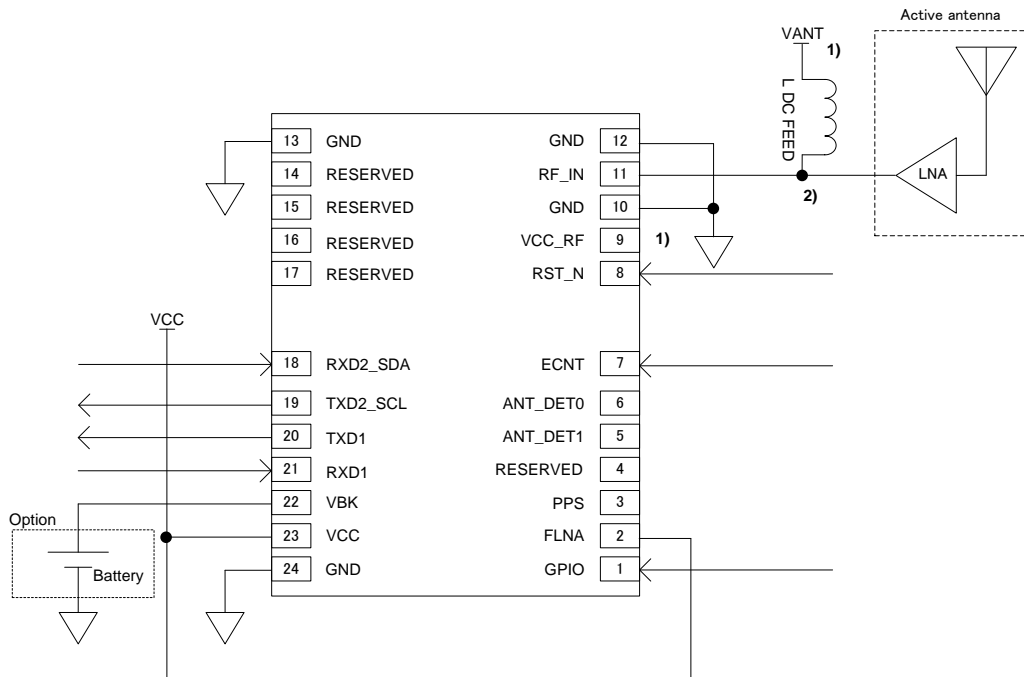 Active antenna
VANT
1)
L DC FEED
LNA
2)
13 GND
GND 12
14 RESERVED
RF_IN 11
15 RESERVED
GND 10
16 RESERVED
VCC_RF 9
1)
17 RESERVED
RST_N 8
VCC
18 RXD2_SDA
ECNT 7
19 TXD2_SCL
ANT_DET0 6
20 TXD1
ANT_DET1 5
21 RXD1
RESERVED 4
22 VBK
PPS 3
Option
23 VCC
FLNA 2
Battery
24 GND
GPIO 1